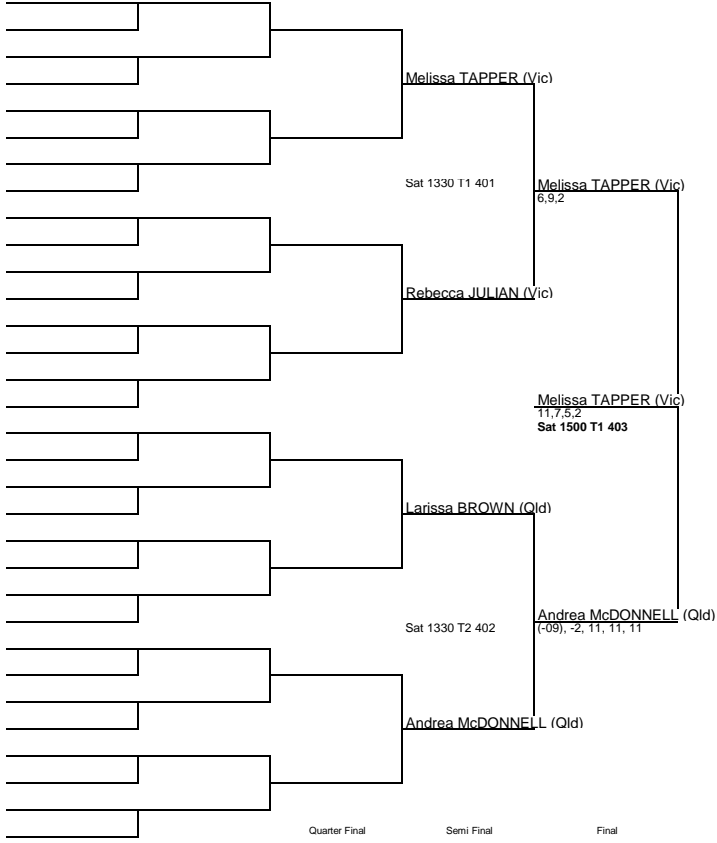 Melissa TAPPER (Vic)
Sat 1330 T1 401
Melissa TAPPER (Vic)
6,9,2
Rebecca JULIAN (Vic)
Melissa TAPPER (Vic)
11,7,5,2
Sat 1500 T1 403
Larissa BROWN (Qld)
Andrea McDONNELL (Qld)
Sat 1330 T2 402
(-09), -2, 11, 11, 11
Andrea McDONNELL (Qld)
Quarter Final
Semi Final
Final